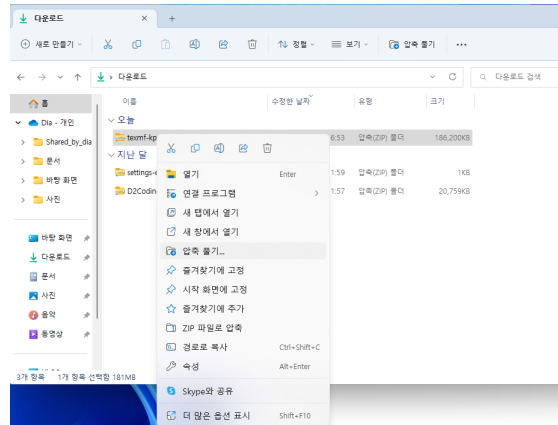 다운로드
새로 만들기
정렬
보기
압축 풀기
다운로드
다운로드 검색
홈
Dia - 개인
Shared_by_dia
문서
바탕 화면
사진
바탕 화면
다운로드
문서
사진
음악
동영상
이름
수정한 날짜
유형
크기
오늘
texmf-kp
6:53
압축(ZIP) 폴더
186,200KB
지난 달
settings-e
1:59
압축(ZIP) 폴더
1KB
D2Coding
1:57
압축(ZIP) 폴더
20,759KB
열기
Enter
연결 프로그램
새 탭에서 열기
새 창에서 열기
압축 풀기...
즐겨찾기에 고정
시작 화면에 고정
즐겨찾기에 추가
ZIP 파일로 압축
경로로 복사
Ctrl+Shift+C
속성
Alt+Enter
Skype와 공유
더 많은 옵션 표시
Shift+F10
3개 항목
1개 항목 선택함 181MB